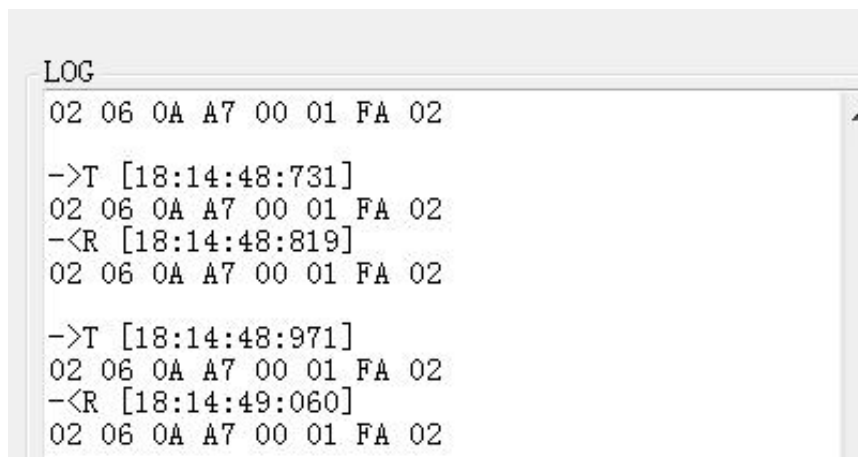 LOG
02 06 0A A7 00 01 FA 02
->T [18:14:48:731]
02 06 0A A7 00 01 FA 02
-<R [18:14:48:819]
02 06 0A A7 00 01 FA 02
->T [18:14:48:971]
02 06 0A A7 00 01 FA 02
-<R [18:14:49:060]
02 06 0A A7 00 01 FA 02